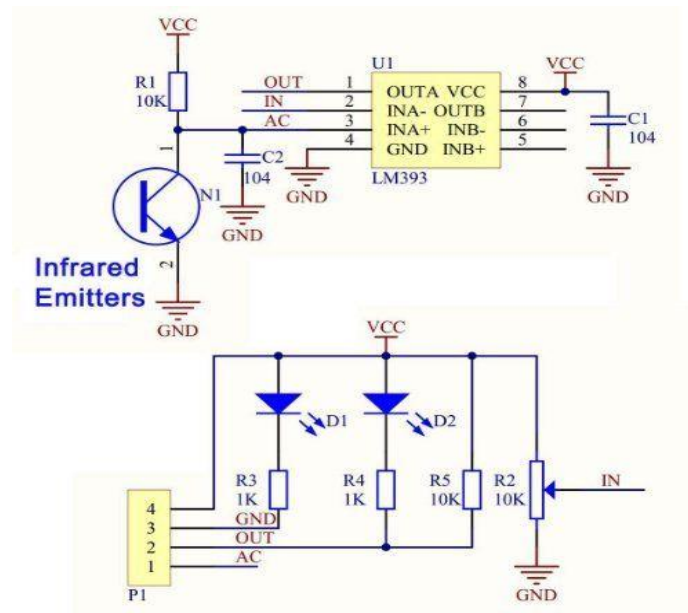 VCC
R1
10K
OUT
IN
AC
1
2
3
4
U1
OUTA VCC
INA- OUTB
INA+ INB-
GND INB+
LM393
8
7
6
5
VCC
C1
104
GND
GND
C2
104
GND
1
N1
2
GND
Infrared
Emitters
VCC
D1
D2
R3
1K
R4
1K
R5
10K
R2
10K
IN
4
3
2
1
GND
OUT
AC
P1
GND